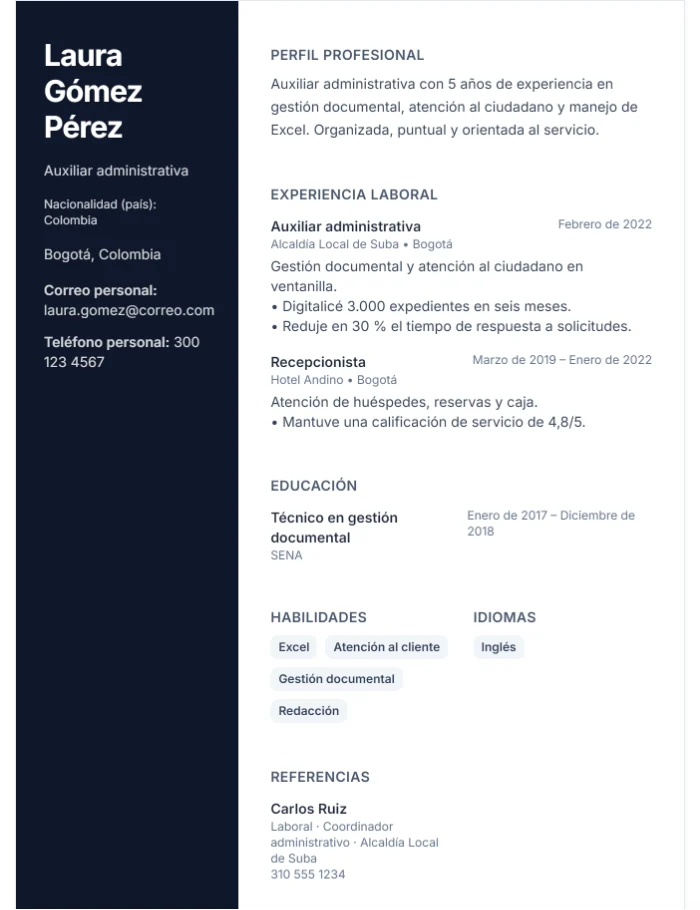 Laura
Gómez
Pérez
Auxiliar administrativa
Nacionalidad (país):
Colombia
Bogotá, Colombia
Correo personal:
laura.gomez@correo.com
Teléfono personal: 300
123 4567
PERFIL PROFESIONAL
Auxiliar administrativa con 5 años de experiencia en
gestión documental, atención al ciudadano y manejo de
Excel. Organizada, puntual y orientada al servicio.
EXPERIENCIA LABORAL
Auxiliar administrativa Febrero de 2022
Alcaldía Local de Suba • Bogotá
Gestión documental y atención al ciudadano en
ventanilla.
• Digitalicé 3.000 expedientes en seis meses.
• Reduje en 30 % el tiempo de respuesta a solicitudes.
Recepcionista Marzo de 2019 – Enero de 2022
Hotel Andino • Bogotá
Atención de huéspedes, reservas y caja.
• Mantuve una calificación de servicio de 4,8/5.
EDUCACIÓN
Técnico en gestión
documental
Enero de 2017 – Diciembre de
2018
SENA
HABILIDADES
Excel Atención al cliente
Gestión documental
Redacción
IDIOMAS
Inglés
REFERENCIAS
Carlos Ruiz
Laboral · Coordinador
administrativo · Alcaldía Local
de Suba
310 555 1234